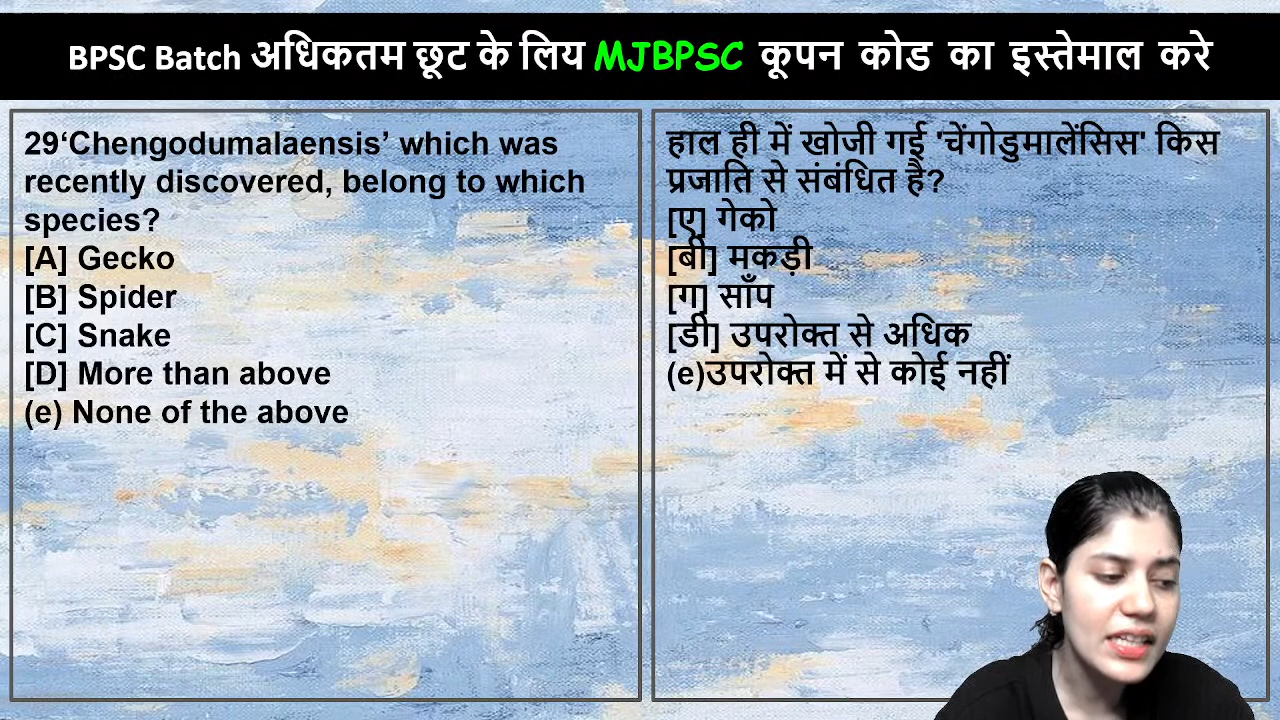 BPSC Batch अधिकतम छूट के लिय MJBPSC कूपन कोड का इस्तेमाल करे
29‘Chengodumalaensis’ which was
recently discovered, belong to which
species?
[A] Gecko
[B] Spider
[C] Snake
[D] More than above
(e) None of the above
हाल ही में खोजी गई 'चेंगोडुमालेंसिस' किस
प्रजाति से संबंधित है?
[ए] गेको
[बी] मकड़ी
[ग] साँप
[डी] उपरोक्त से अधिक
(e)उपरोक्त में से कोई नहीं